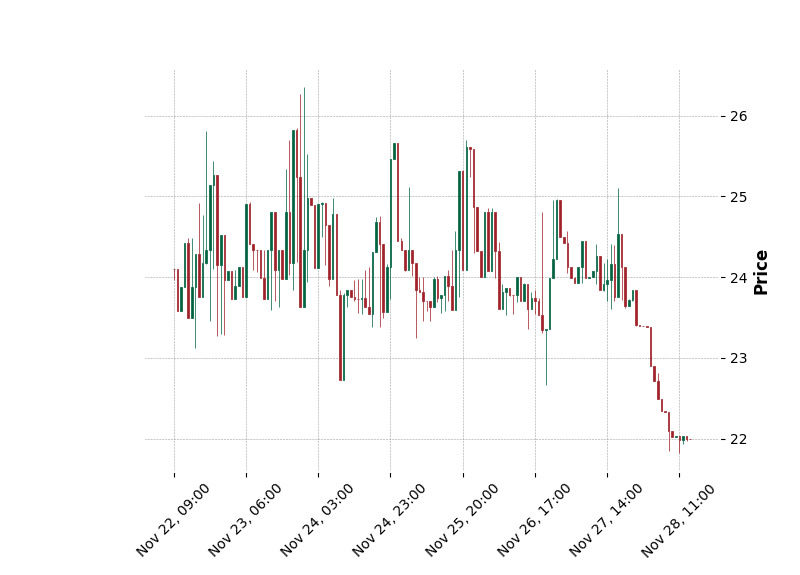 26
25
24
23
22
Price
Nov 22, 09:00
Nov 23, 06:00
Nov 24, 03:00
Nov 24, 23:00
Nov 25, 20:00
Nov 26, 17:00
Nov 27, 14:00
Nov 28, 11:00